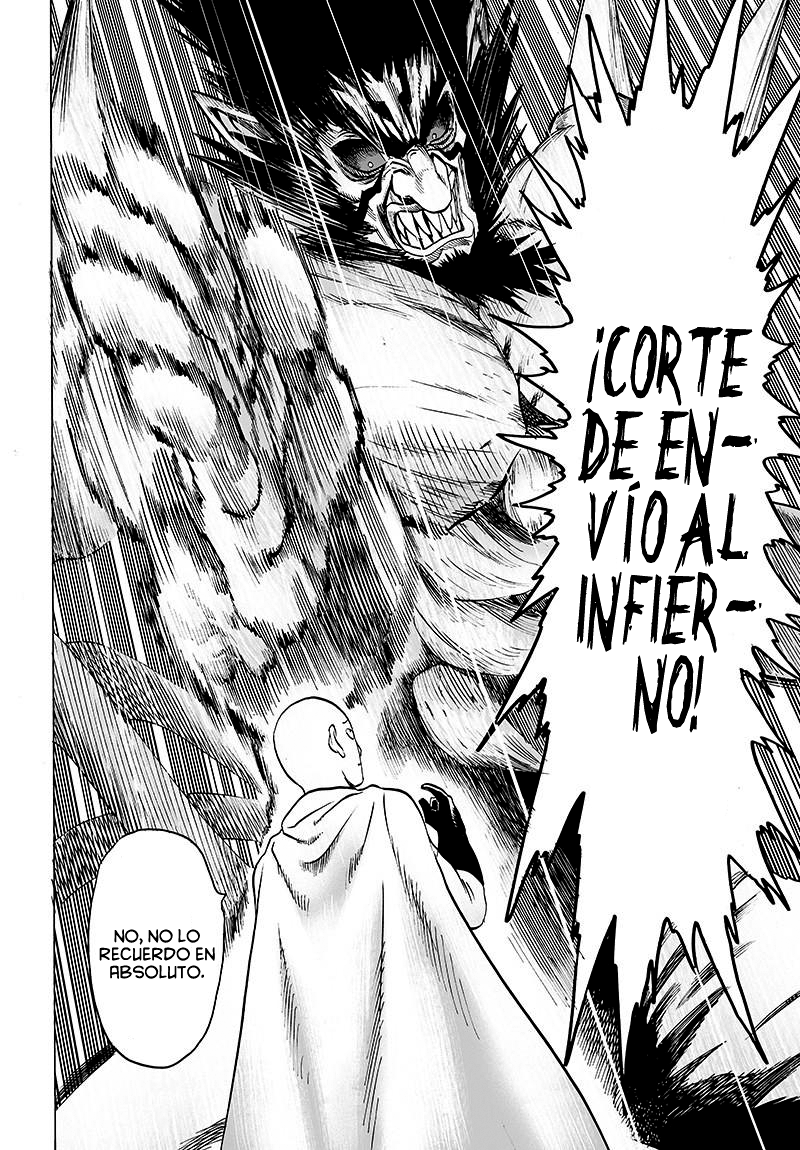 ¡CORTE
DE EN-
VÍO AL
INFIER-
NO!
NO, NO LO
RECUERDO EN
ABSOLUTO.